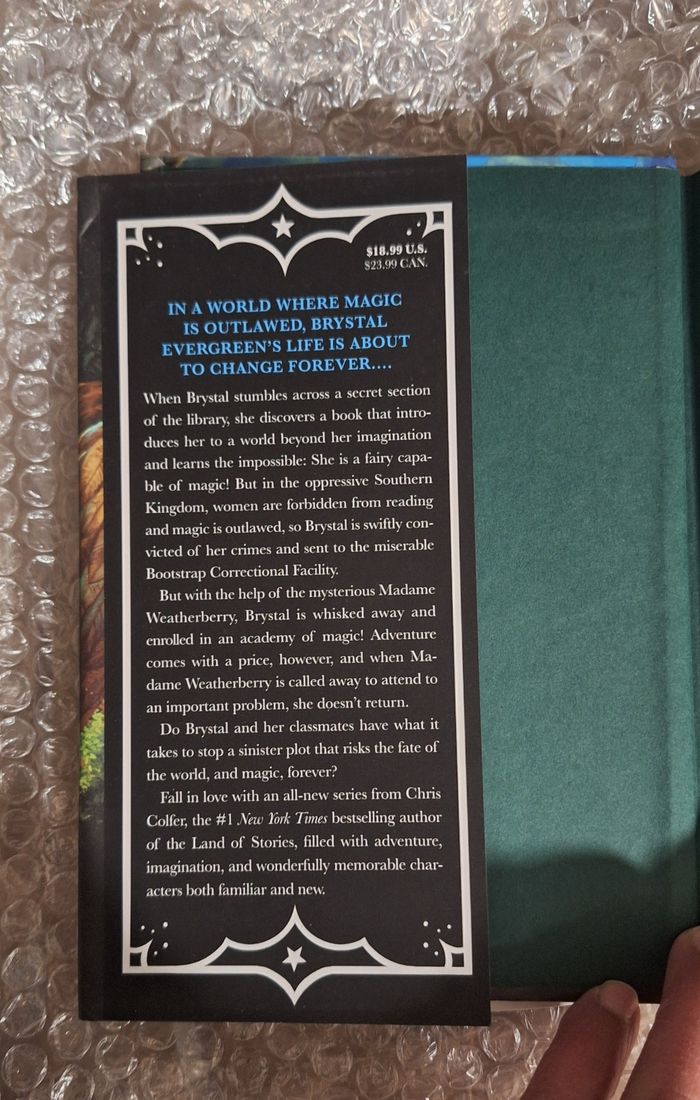 $18.99 U.S.
$23.99 CAN.
IN A WORLD WHERE MAGIC
IS OUTLAWED, BRYSTAL
EVERGREEN'S LIFE IS ABOUT
TO CHANGE FOREVER....
When Brystal stumbles across a secret section
of the library, she discovers a book that intro-
duces her to a world beyond her imagination
and learns the impossible: She is a fairy capa-
ble of magic! But in the oppressive Southern
Kingdom, women are forbidden from reading
and magic is outlawed, so Brystal is swiftly con-
victed of her crimes and sent to the miserable
Bootstrap Correctional Facility.
But with the help of the mysterious Madame
Weatherberry, Brystal is whisked away and
enrolled in an academy of magic! Adventure
comes with a price, however, and when Ma-
dame Weatherberry is called away to attend to
an important problem, she doesn't return.
Do Brystal and her classmates have what it
takes to stop a sinister plot that risks the fate of
the world, and magic, forever?
Fall in love with an all-new series from Chris
Colfer, the #1 New York Times bestselling author
of the Land of Stories, filled with adventure,
imagination, and wonderfully memorable char-
acters both familiar and new.